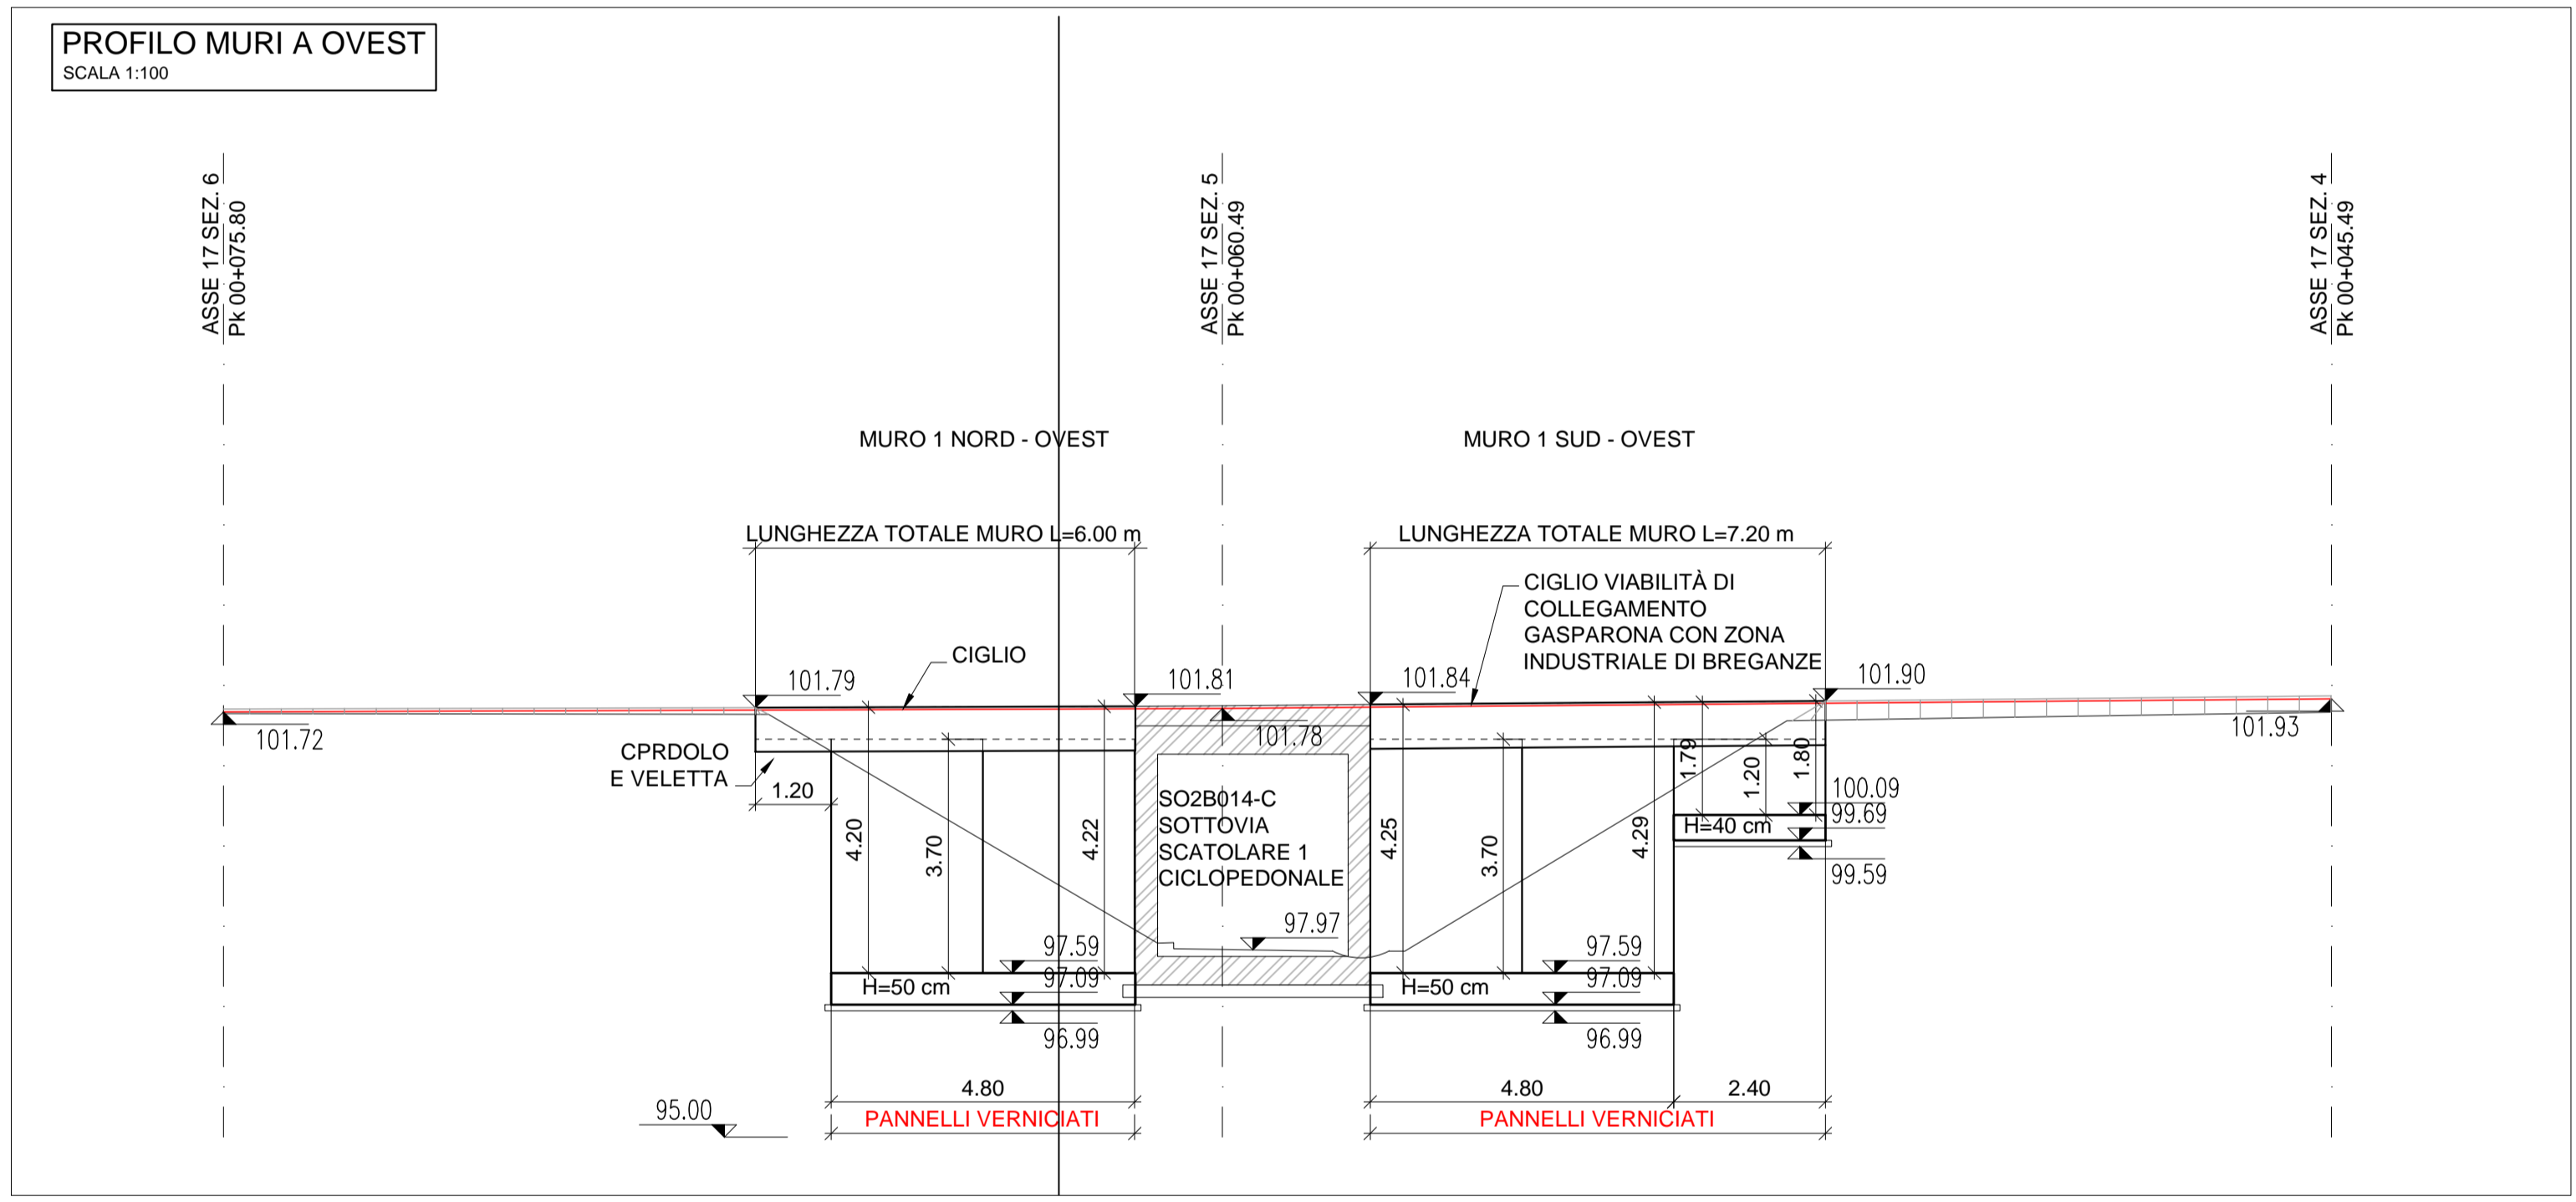 PROFILO MURI A OVEST
SCALA 1:100
ASSE 17 SEZ. 6
Pk 00+075.80
ASSE 17 SEZ. 5
Pk 00+060.49
ASSE 17 SEZ. 4
Pk 00+045.49
MURO 1 NORD - OVEST
MURO 1 SUD - OVEST
LUNGHEZZA TOTALE MURO L=6.00 m
LUNGHEZZA TOTALE MURO L=7.20 m
CIGLIO VIABILITÀ DI
COLLEGAMENTO
GASPARONA CON ZONA
INDUSTRIALE DI BREGANZE
CIGLIO
101.79
101.81
101.84
101.90
101.72
101.78
101.93
CPRDOLO
E VELETTA
1.20
4.20
3.70
4.22
SO2B014-C
SOTTOVIA
SCATOLARE 1
CICLOPEDONALE
97.97
4.25
3.70
4.29
1.79
1.20
1.80
100.09
99.69
H=40 cm
99.59
97.59
97.09
H=50 cm
96.99
97.59
97.09
H=50 cm
96.99
4.80
4.80
2.40
95.00
PANNELLI VERNICIATI
PANNELLI VERNICIATI